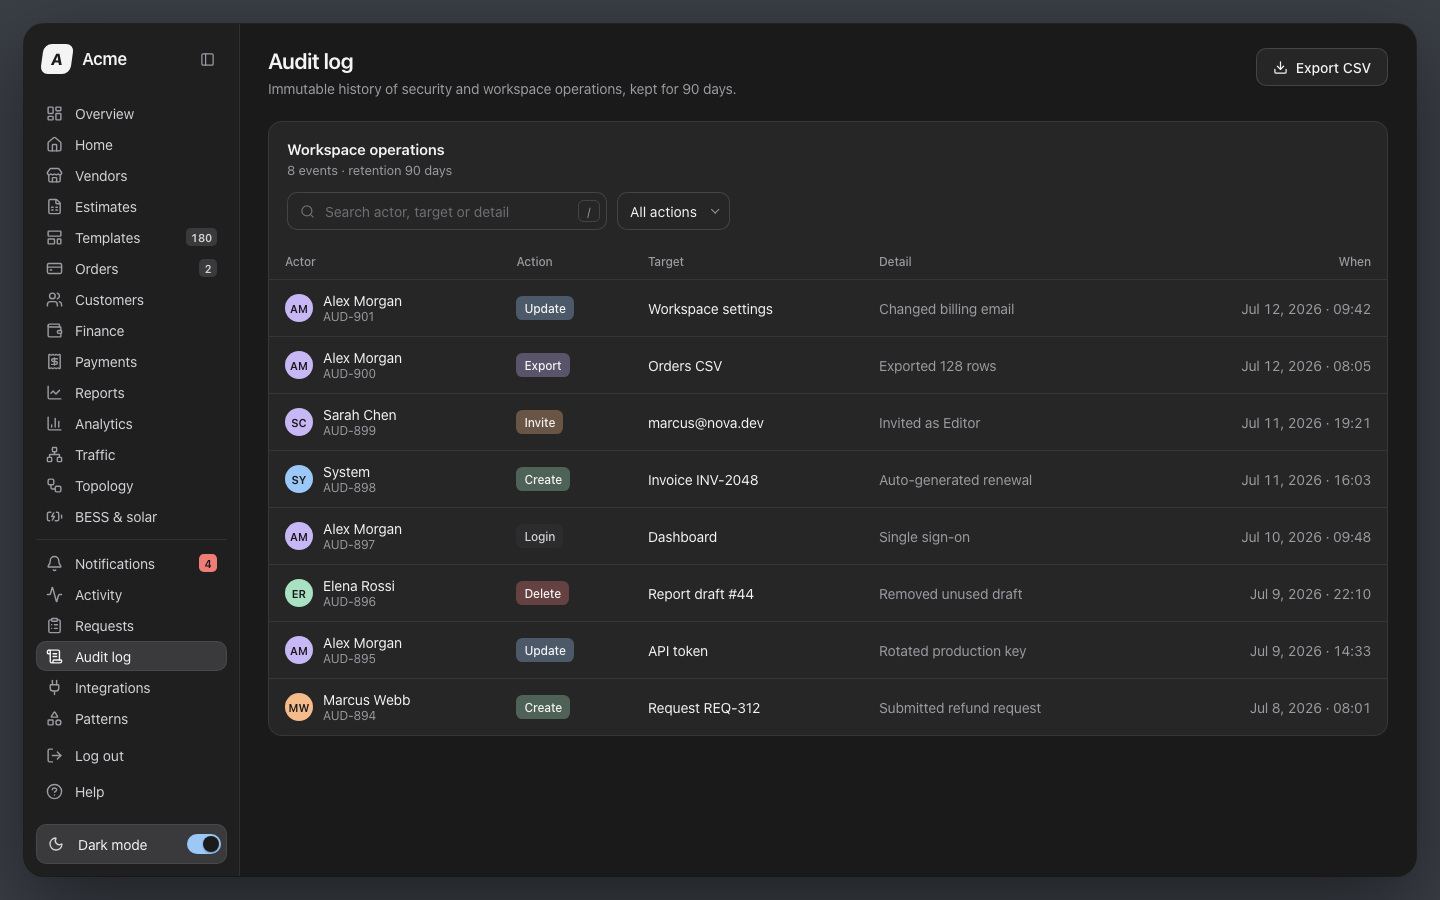 A Acme
Overview
Home
Vendors
Estimates
Templates 180
Orders 2
Customers
Finance
Payments
Reports
Analytics
Traffic
Topology
BESS & solar
Notifications 4
Activity
Requests
Audit log
Integrations
Patterns
Log out
Help
Dark mode
Audit log
Immutable history of security and workspace operations, kept for 90 days.
Export CSV
Workspace operations
8 events · retention 90 days
Search actor, target or detail /
All actions
Actor Action Target Detail When
AM Alex Morgan Update Workspace settings Changed billing email Jul 12, 2026 · 09:42
AUD-901
AM Alex Morgan Export Orders CSV Exported 128 rows Jul 12, 2026 · 08:05
AUD-900
SC Sarah Chen Invite marcus@nova.dev Invited as Editor Jul 11, 2026 · 19:21
AUD-899
SY System Create Invoice INV-2048 Auto-generated renewal Jul 11, 2026 · 16:03
AUD-898
AM Alex Morgan Login Dashboard Single sign-on Jul 10, 2026 · 09:48
AUD-897
ER Elena Rossi Delete Report draft #44 Removed unused draft Jul 9, 2026 · 22:10
AUD-896
AM Alex Morgan Update API token Rotated production key Jul 9, 2026 · 14:33
AUD-895
MW Marcus Webb Create Request REQ-312 Submitted refund request Jul 8, 2026 · 08:01
AUD-894